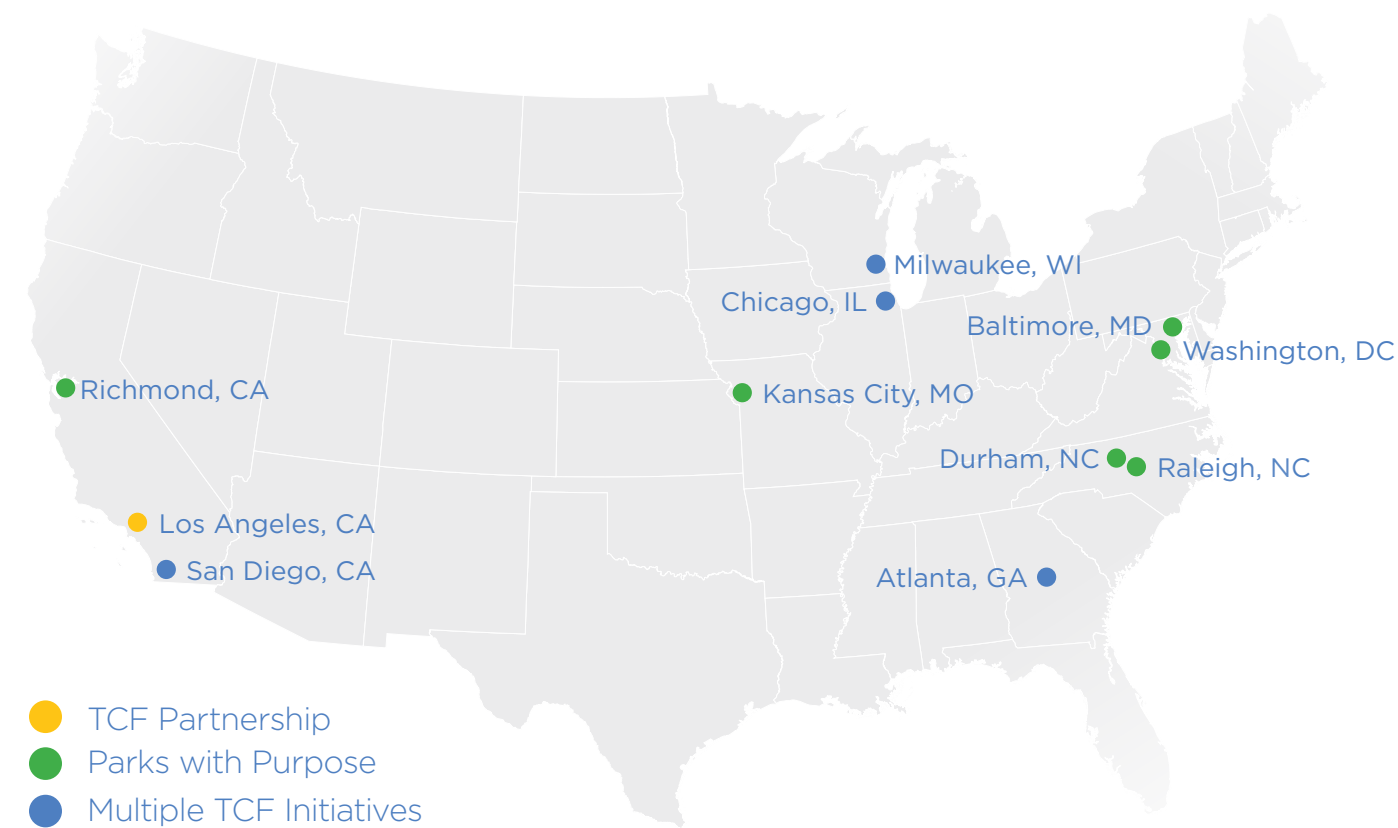 Milwaukee, WI
Chicago, IL
Baltimore, MD
Washington, DC
Richmond, CA
Kansas City, MO
Durham, NC
Raleigh, NC
Los Angeles, CA
San Diego, CA
Atlanta, GA
TCF Partnership
Parks with Purpose
Multiple TCF Initiatives